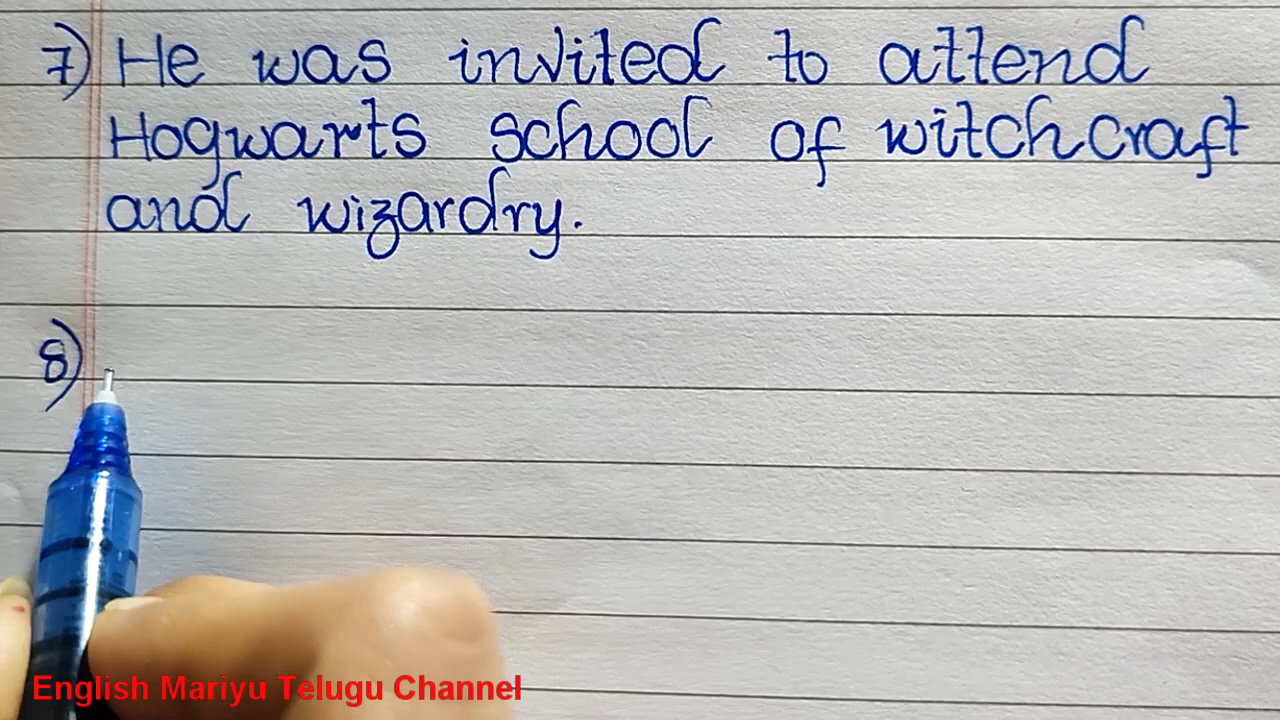 7) He was invited to attend
Hogwarts school of witchcraft
and wizardry.
8)
English Mariyu Telugu Channel